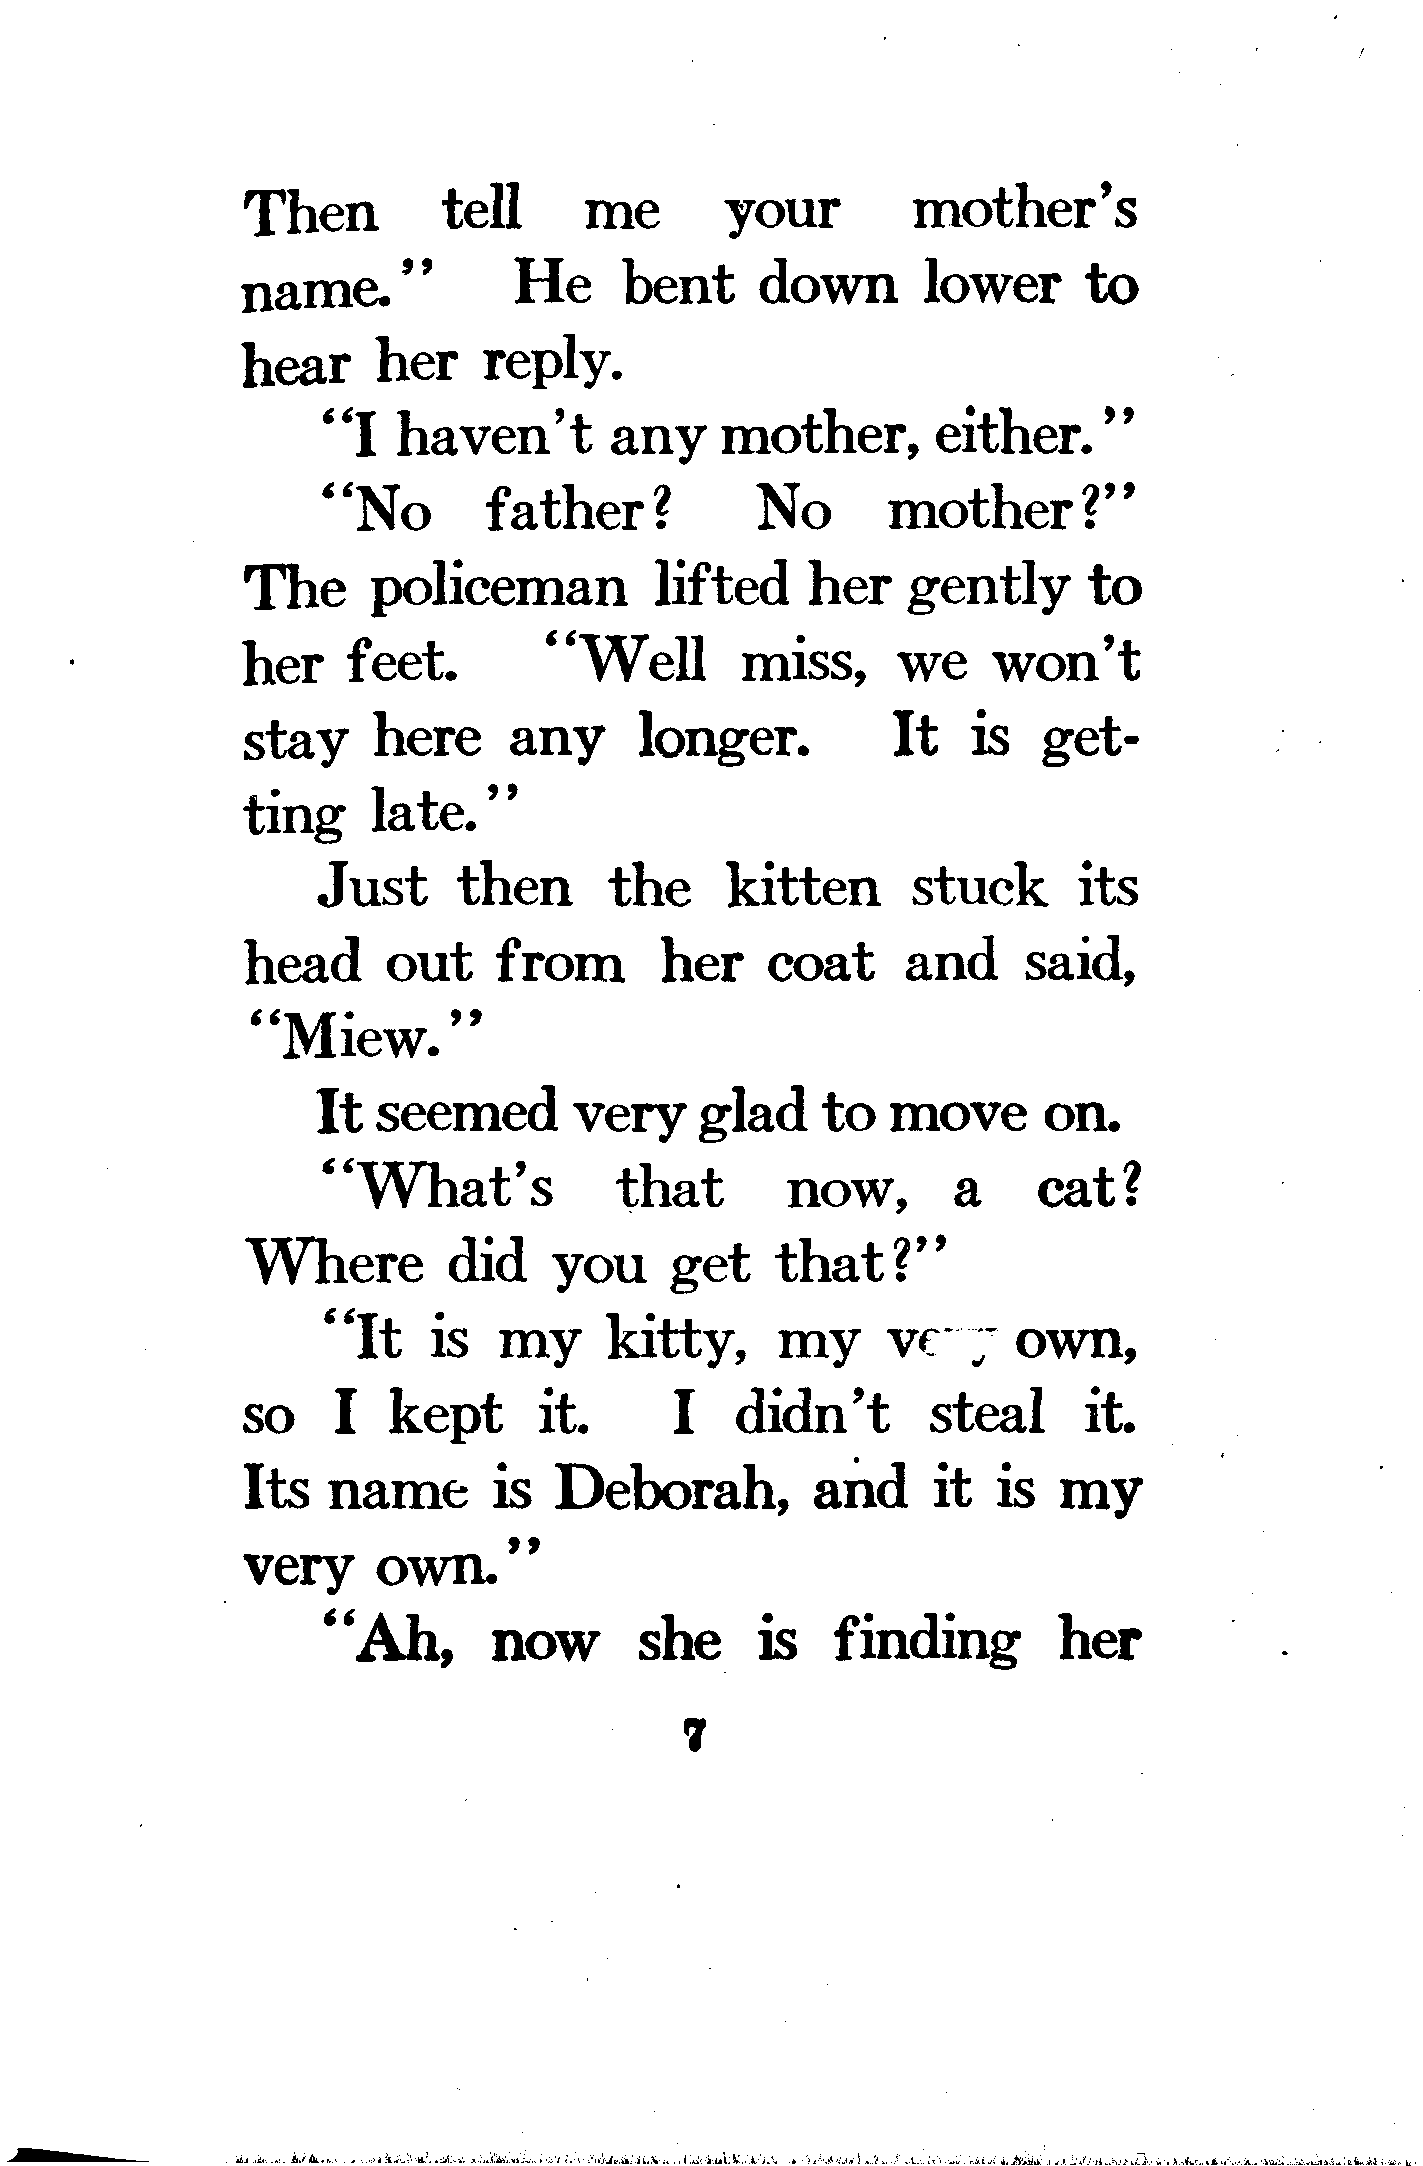 Then tell me your mother's
name." He bent down lower to
hear her reply.
"I haven't any mother, either."
"No father? No mother?"
The policeman lifted her gently to
her feet. "Well miss, we won't
stay here any longer. It is get-
ting late."
Just then the kitten stuck its
head out from her coat and said,
"Miew."
It seemed very glad to move on.
"What's that now, a cat?
Where did you get that?"
"It is my kitty, my very own,
so I kept it. I didn't steal it.
Its name is Deborah, and it is my
very own."
"Ah, now she is finding her
7